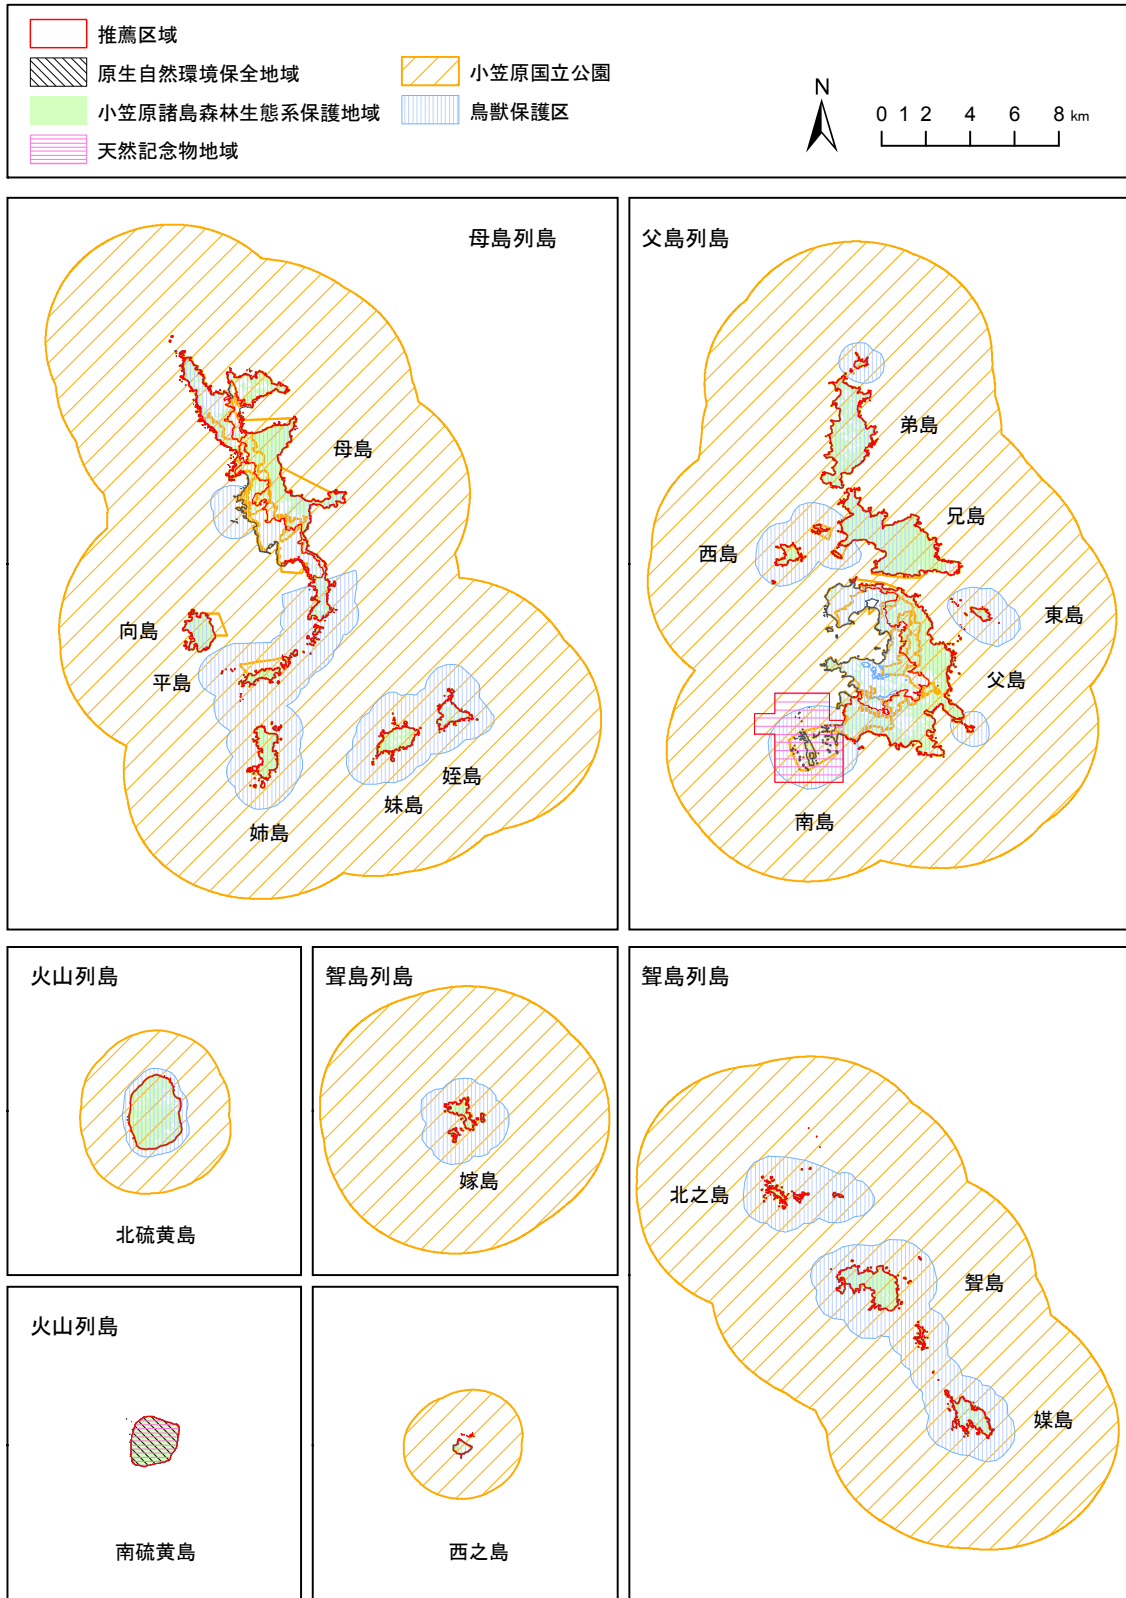 推薦区域
原生自然環境保全地域
小笠原国立公園
小笠原諸島森林生態系保護地域
鳥獣保護区
天然記念物地域
N
0 1 2 4 6 8 km
母島列島
母島
向島
平島
姉島
妹島
姪島
父島列島
弟島
兄島
西島
東島
父島
南島
火山列島
北硫黄島
聟島列島
嫁島
聟島列島
北之島
聟島
媒島
火山列島
南硫黄島
西之島